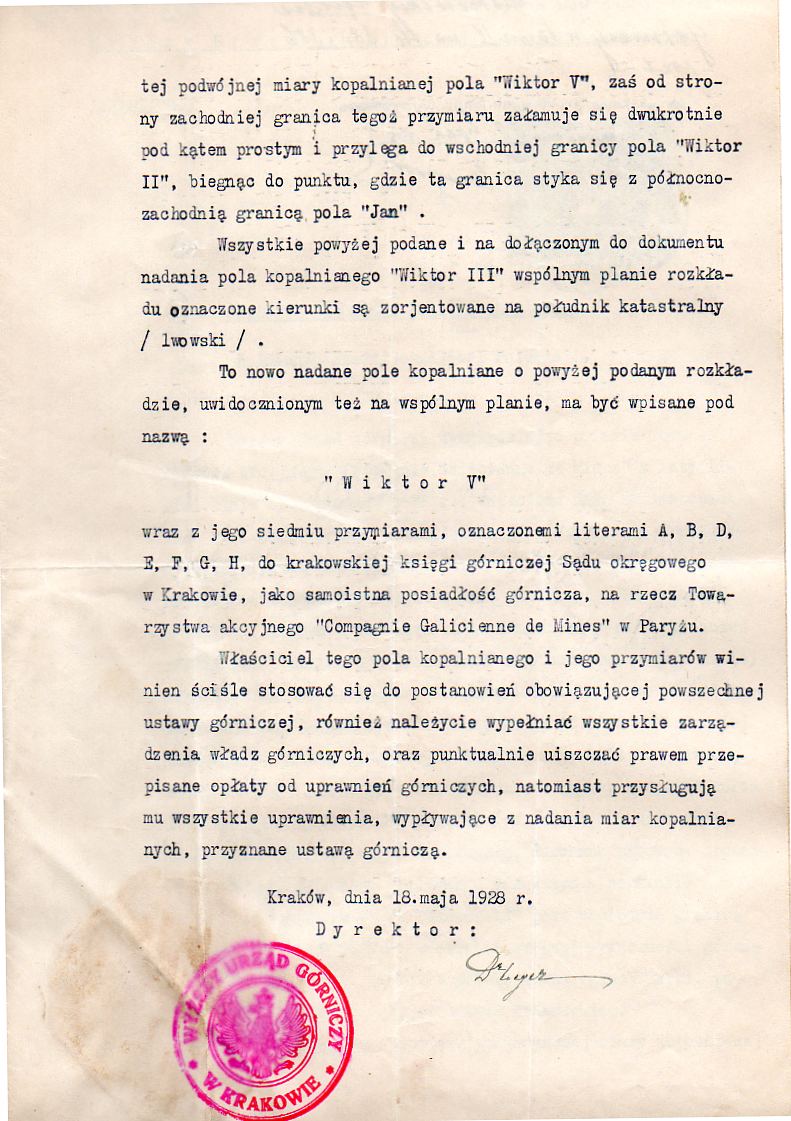 tej podwójnej miary kopalnianej pola "Wiktor V", zaś od stro-
ny zachodniej granica tegoż przymiaru załamuje się dwukrotnie
pod kątem prostym i przylega do wschodniej granicy pola "Wiktor
II", biegnąc do punktu, gdzie ta granica styka się z północno-
zachodnią granicą pola "Jan" .
Wszystkie powyżej podane i na dołączonym do dokumentu
nadania pola kopalnianego "Wiktor III" wspólnym planie rozkła-
du oznaczone kierunki są zorjentowane na południk katastralny
/ lwowski / .
To nowo nadane pole kopalniane o powyżej podanym rozkła-
dzie, uwidocznionym też na wspólnym planie, ma być wpisane pod
nazwą :
"W i k t o r V"
wraz z jego siedmiu przymiarami, oznaczonemi literami A, B, D,
E, F, G, H, do krakowskiej księgi górniczej Sądu okręgowego
w Krakowie, jako samoistna posiadłość górnicza, na rzecz Towa-
rzystwa akcyjnego "Compagnie Galicienne de Mines" w Paryżu.
Właściciel tego pola kopalnianego i jego przymiarów wi-
nien ściśle stosować się do postanowień obowiązującej powszechnej
ustawy górniczej, również należycie wypełniać wszystkie zarzą-
dzenia władz górniczych, oraz punktualnie uiszczać prawem prze-
pisane opłaty od uprawnień górniczych, natomiast przysługują
mu wszystkie uprawnienia, wypływające z nadania miar kopalnia-
nych, przyznane ustawą górniczą.
Kraków, dnia 18.maja 1928 r.
D y r e k t o r :
WYŻSZY URZĄD GÓRNICZY
* W KRAKOWIE *